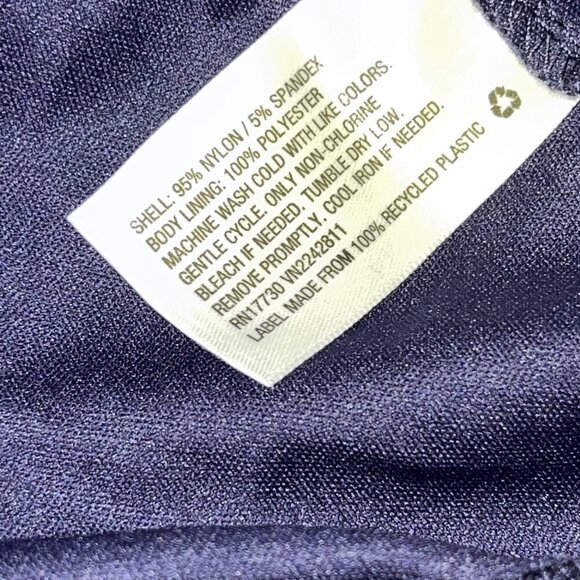 SHELL: 95% NYLON / 5% SPANDEX
BODY LINING: 100% POLYESTER
MACHINE WASH COLD WITH LIKE COLORS.
GENTLE CYCLE. ONLY NON-CHLORINE
BLEACH IF NEEDED. TUMBLE DRY LOW.
REMOVE PROMPTLY. COOL IRON IF NEEDED.
RN17730 VN2242811
LABEL MADE FROM 100% RECYCLED PLASTIC